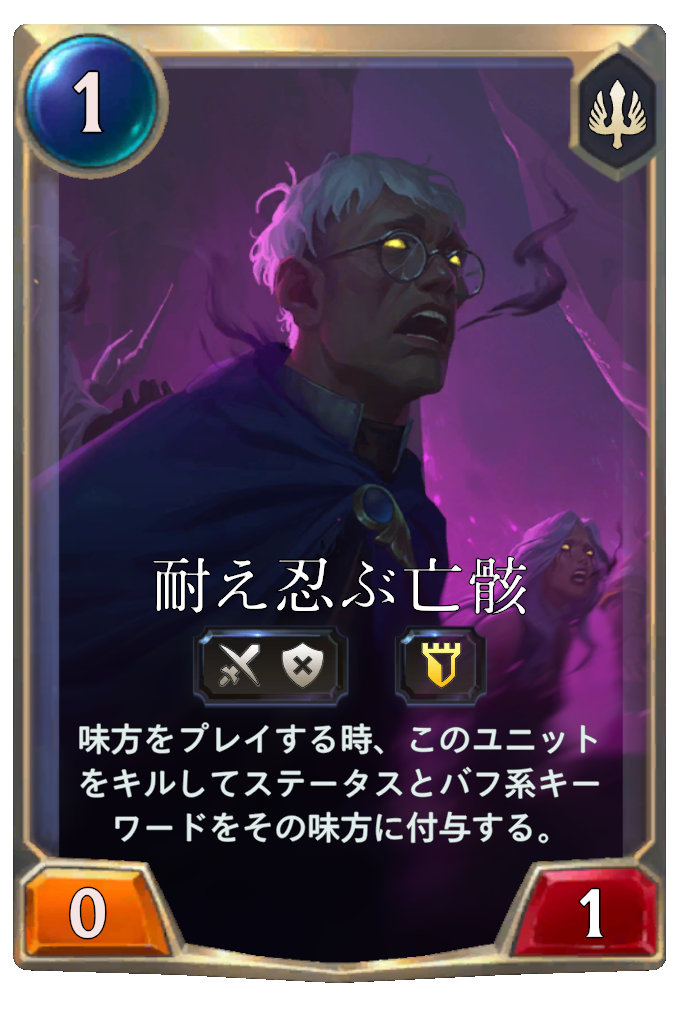 1
耐え忍ぶ亡骸
味方をプレイする時、このユニット
をキルしてステータスとバフ系キー
ワードをその味方に付与する。
0
1